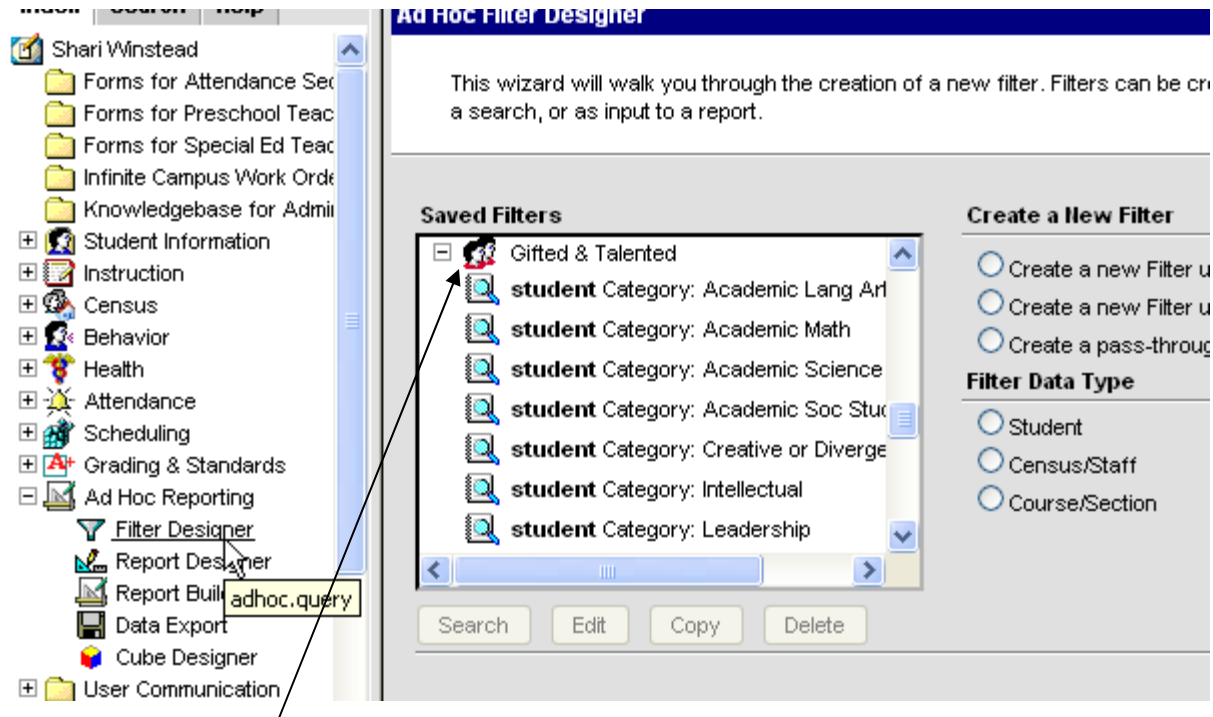 Index Search Help
Shari Winstead
Forms for Attendance Sec
Forms for Preschool Teac
Forms for Special Ed Teac
Infinite Campus Work Orde
Knowledgebase for Admii
Student Information
Instruction
Census
Behavior
Health
Attendance
Scheduling
Grading & Standards
Ad Hoc Reporting
Filter Designer
Report Designer
Report Buil
adhoc.query
Data Export
Cube Designer
User Communication
Ad Hoc Filter Designer
This wizard will walk you through the creation of a new filter. Filters can be cre
a search, or as input to a report.
Saved Filters
Gifted & Talented
student Category: Academic Lang Art
student Category: Academic Math
student Category: Academic Science
student Category: Academic Soc Stud
student Category: Creative or Diverge
student Category: Intellectual
student Category: Leadership
Search Edit Copy Delete
Create a New Filter
Create a new Filter u
Create a new Filter u
Create a pass-throug
Filter Data Type
Student
Census/Staff
Course/Section